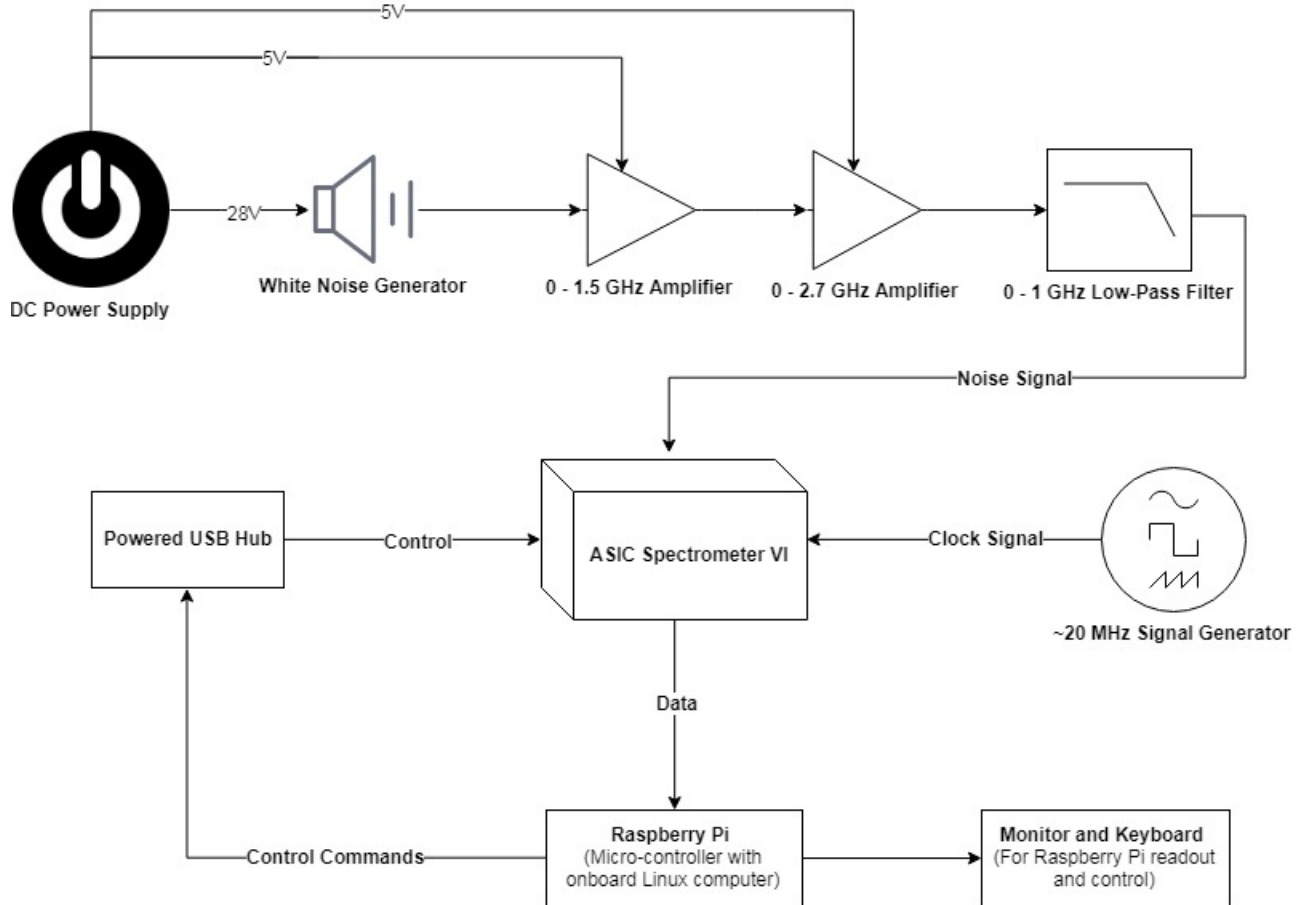 5V
5V
28V
DC Power Supply
White Noise Generator
0 - 1.5 GHz Amplifier
0 - 2.7 GHz Amplifier
0 - 1 GHz Low-Pass Filter
Noise Signal
Powered USB Hub
Control
ASIC Spectrometer VI
Clock Signal
~20 MHz Signal Generator
Data
Control Commands
Raspberry Pi
(Micro-controller with
onboard Linux computer)
Monitor and Keyboard
(For Raspberry Pi readout
and control)